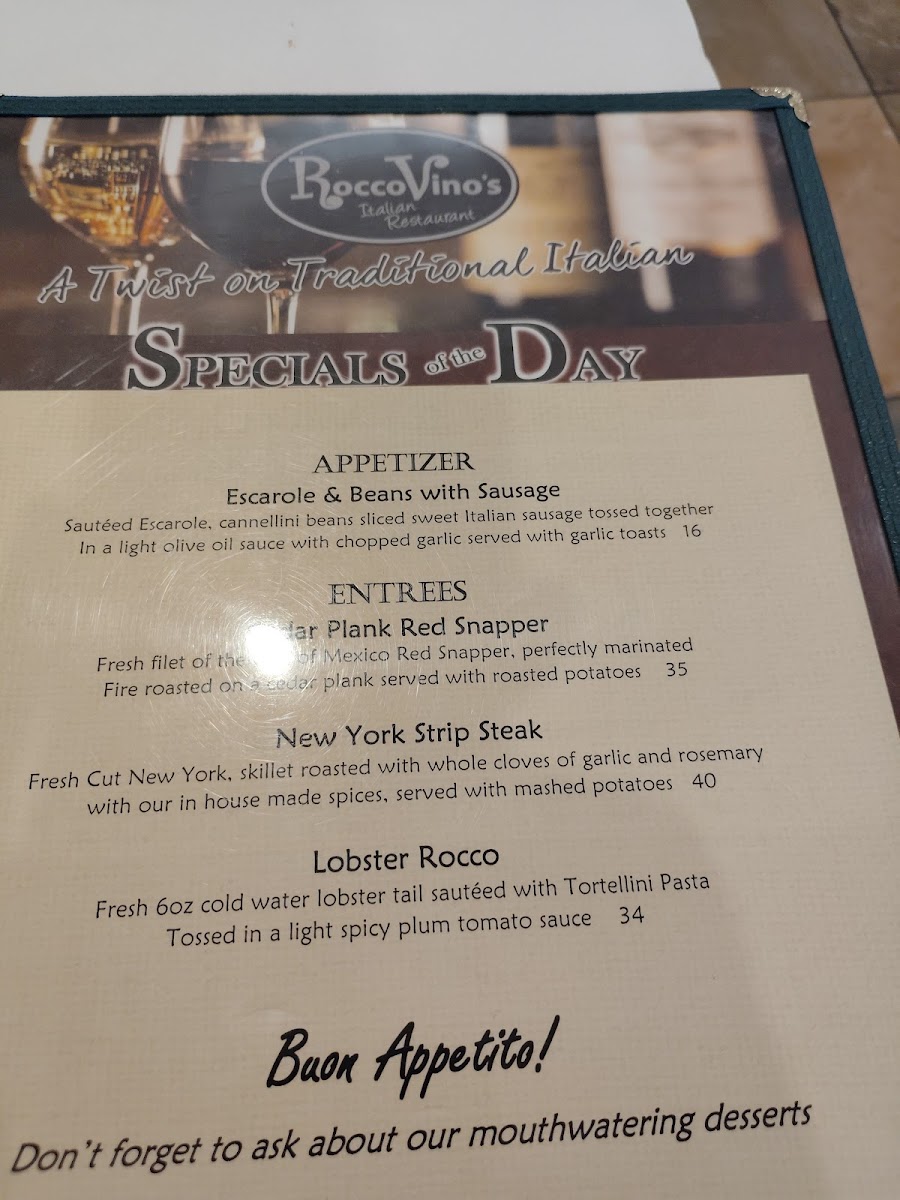 RoccoVino's
Italian
Restaurant
A Twist on Traditional Italian
SPECIALS of the DAY
APPETIZER
Escarole & Beans with Sausage
Sautéed Escarole, cannellini beans sliced sweet Italian sausage tossed together
In a light olive oil sauce with chopped garlic served with garlic toasts 16
ENTREES
Plank Red Snapper
Fresh filet of the of Mexico Red Snapper, perfectly marinated
Fire roasted on a cedar plank served with roasted potatoes 35
New York Strip Steak
Fresh Cut New York, skillet roasted with whole cloves of garlic and rosemary
with our in house made spices, served with mashed potatoes 40
Lobster Rocco
Fresh 6oz cold water lobster tail sautéed with Tortellini Pasta
Tossed in a light spicy plum tomato sauce 34
Buon Appetito!
Don't forget to ask about our mouthwatering desserts